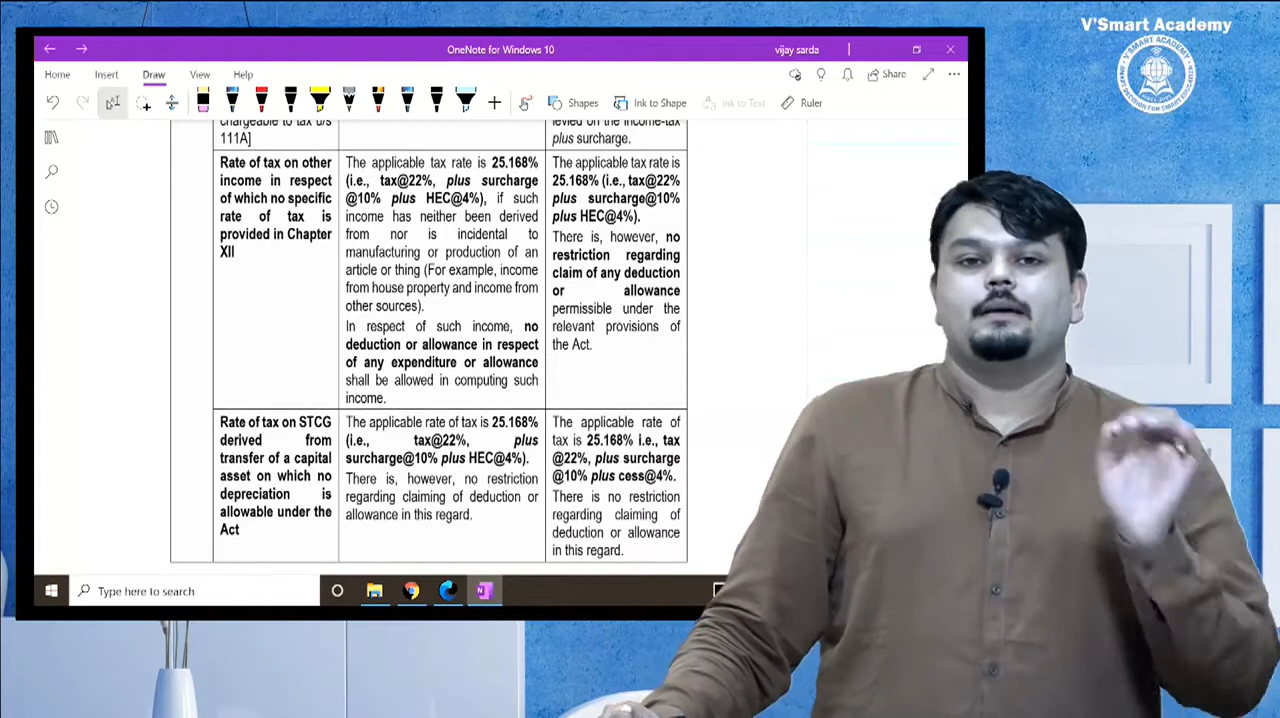 V'Smart Academy
OneNote for Windows 10
vijay sarda
Home Insert Draw View Help
Share
Shapes
Ink to Shape
Ink to Text
Ruler
chargeable to tax u/s
111A]
levied on the income-tax
plus surcharge.
Rate of tax on other
income in respect
of which no specific
rate of tax is
provided in Chapter
XII
The applicable tax rate is 25.168%
(i.e., tax@22%, plus surcharge
@10% plus HEC@4%), if such
income has neither been derived
from nor is incidental to
manufacturing or production of an
article or thing (For example, income
from house property and income from
other sources).
In respect of such income, no
deduction or allowance in respect
of any expenditure or allowance
shall be allowed in computing such
income.
The applicable tax rate is
25.168% (i.e., tax@22%
plus surcharge@10%
plus HEC@4%).
There is, however, no
restriction regarding
claim of any deduction
or allowance
permissible under the
relevant provisions of
the Act.
Rate of tax on STCG
derived from
transfer of a capital
asset on which no
depreciation is
allowable under the
Act
The applicable rate of tax is 25.168%
(i.e., tax@22%, plus
surcharge@10% plus HEC@4%).
There is, however, no restriction
regarding claiming of deduction or
allowance in this regard.
The applicable rate of
tax is 25.168% i.e., tax
@22%, plus surcharge
@10% plus cess@4%.
There is no restriction
regarding claiming of
deduction or allowance
in this regard.
Type here to search